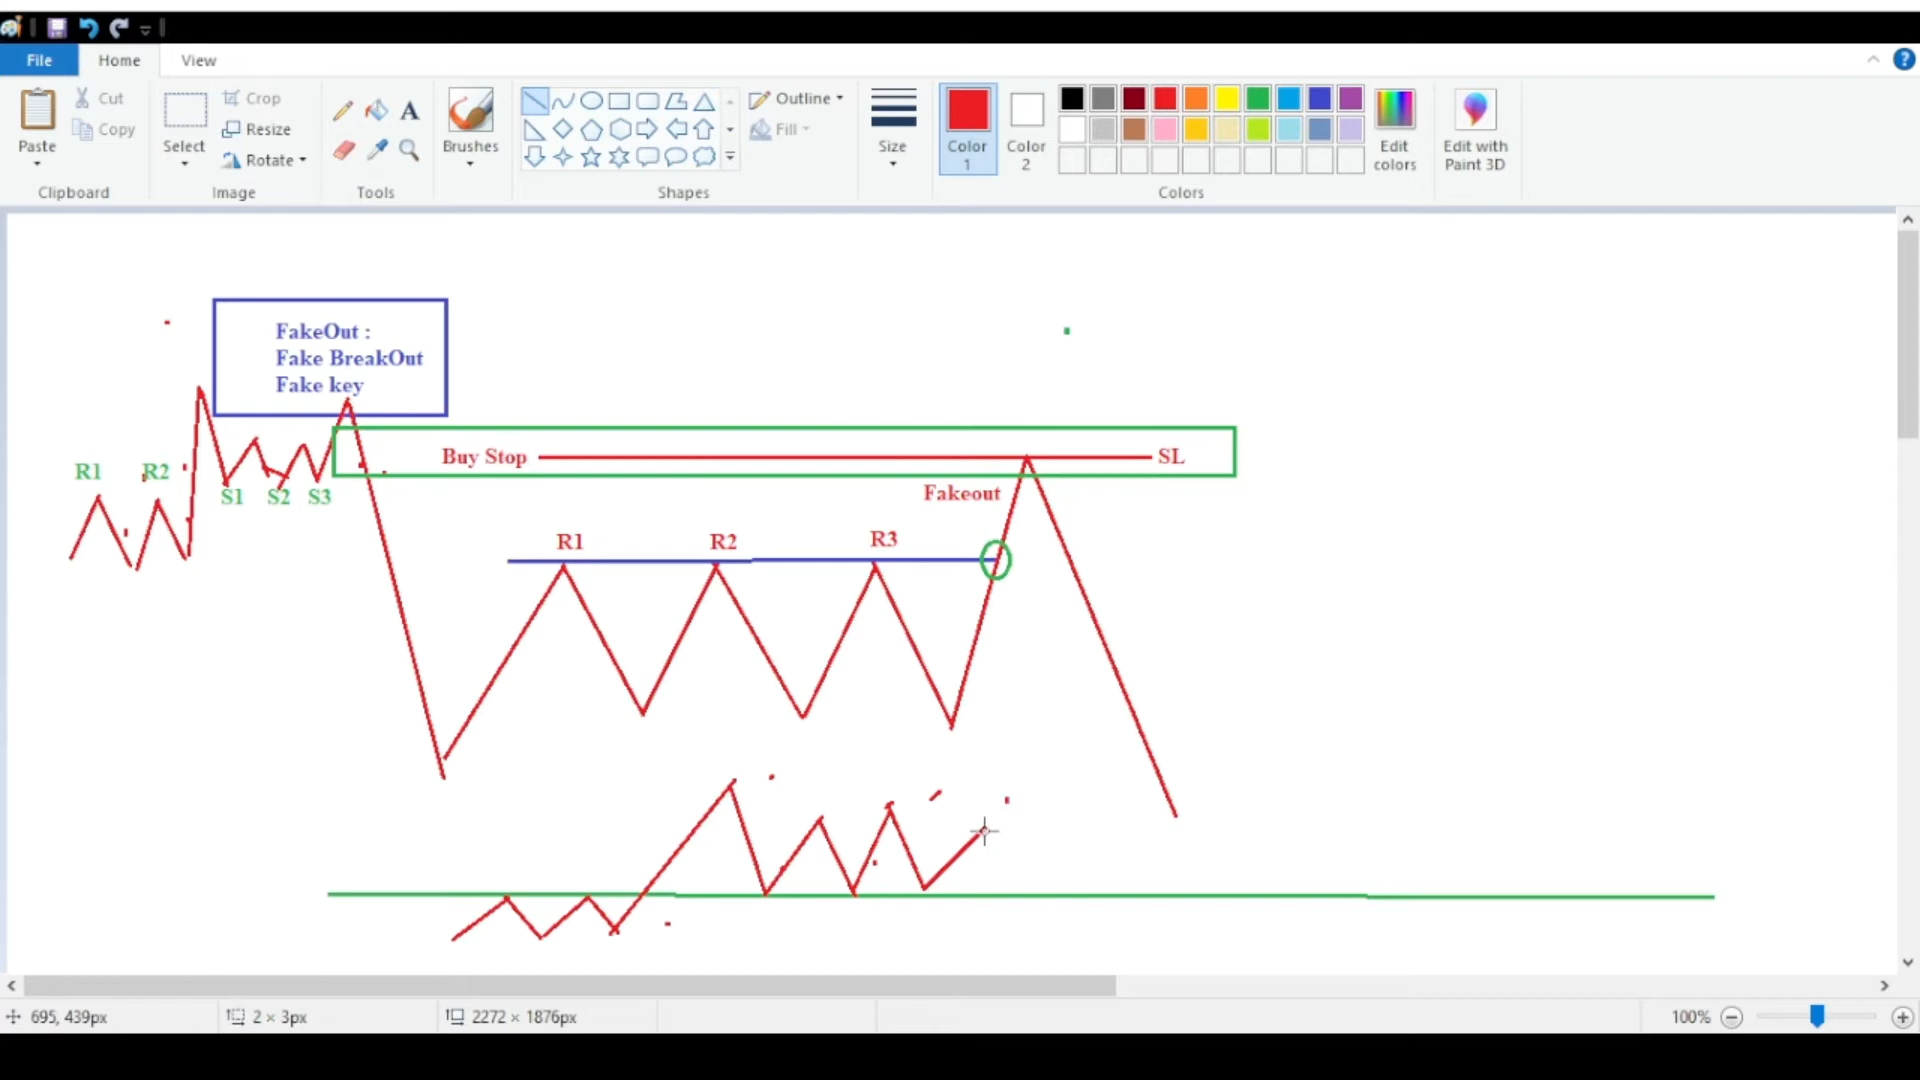 File Home View
Paste
Cut
Copy
Clipboard
Select
Crop
Resize
Rotate
Image
Tools
Brushes
Shapes
Outline
Fill
Size
Color 1
Color 2
Colors
Edit colors
Edit with Paint 3D
FakeOut :
Fake BreakOut
Fake key
R1 R2
S1 S2 S3
Buy Stop SL
Fakeout
R1 R2 R3
695, 439px 2 × 3px 2272 × 1876px 100%